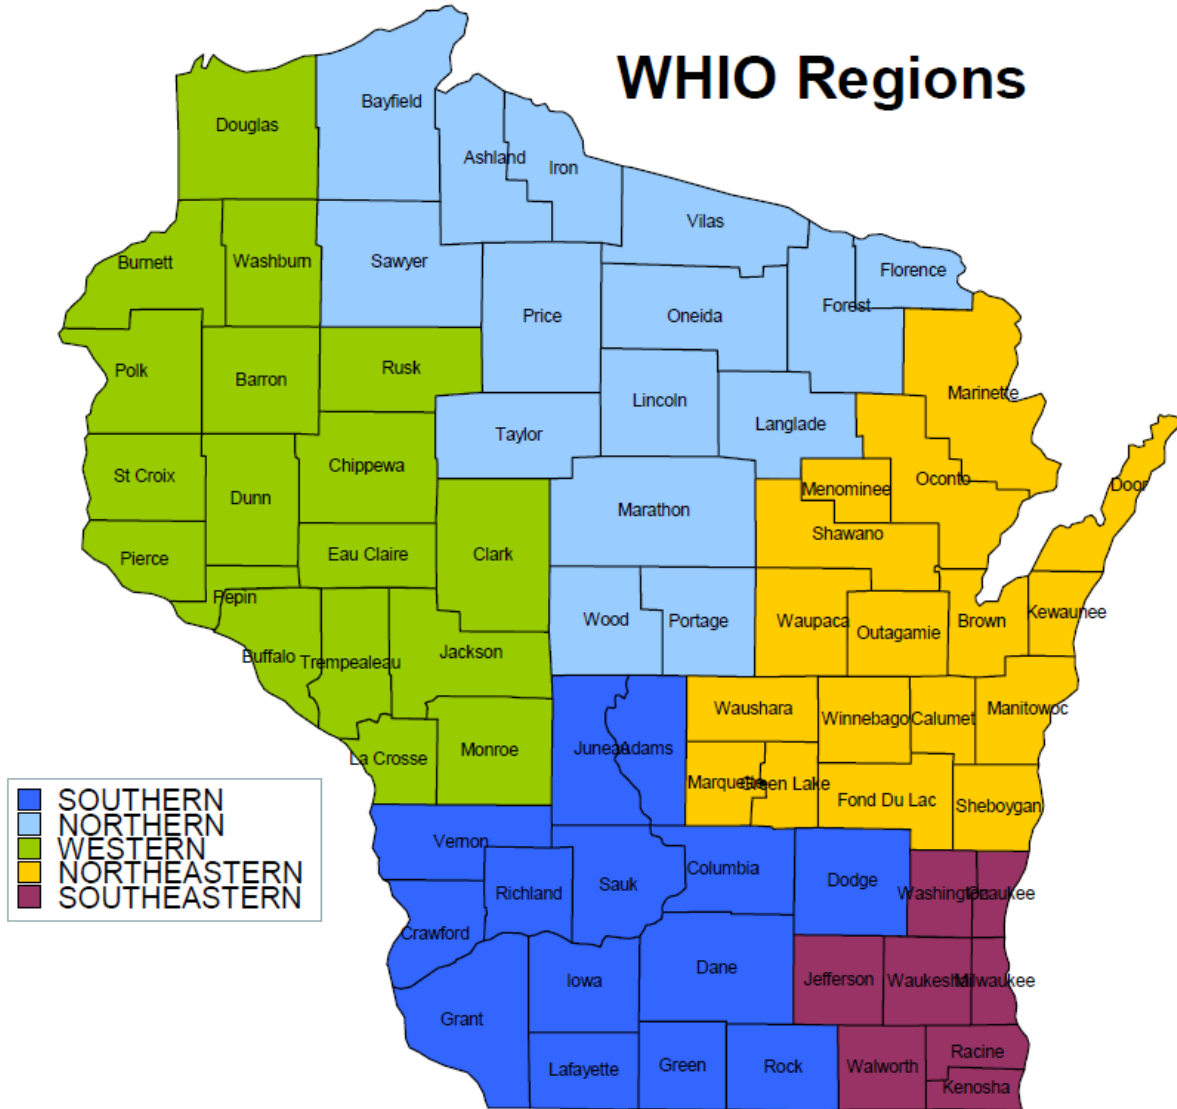 WHIO Regions
Bayfield
Douglas
Ashland
Iron
Vilas
Burnett
Washburn
Sawyer
Florence
Forest
Price
Oneida
Polk
Barron
Rusk
Lincoln
Marinette
Langlade
Taylor
St Croix
Chippewa
Dunn
Menominee
Oconto
Door
Marathon
Shawano
Pierce
Eau Claire
Clark
Pepin
Wood
Portage
Waupaca
Outagamie
Brown
Kewaunee
Buffalo
Trempealeau
Jackson
Waushara
Winnebago
Calumet
Manitowoc
La Crosse
Monroe
Juneau
Adams
Marquette
Green Lake
Fond Du Lac
Sheboygan
SOUTHERN
NORTHERN
WESTERN
NORTHEASTERN
SOUTHEASTERN
Vernon
Richland
Sauk
Columbia
Dodge
Washington
Ozaukee
Crawford
Iowa
Dane
Jefferson
Waukesha
Milwaukee
Grant
Lafayette
Green
Rock
Walworth
Racine
Kenosha